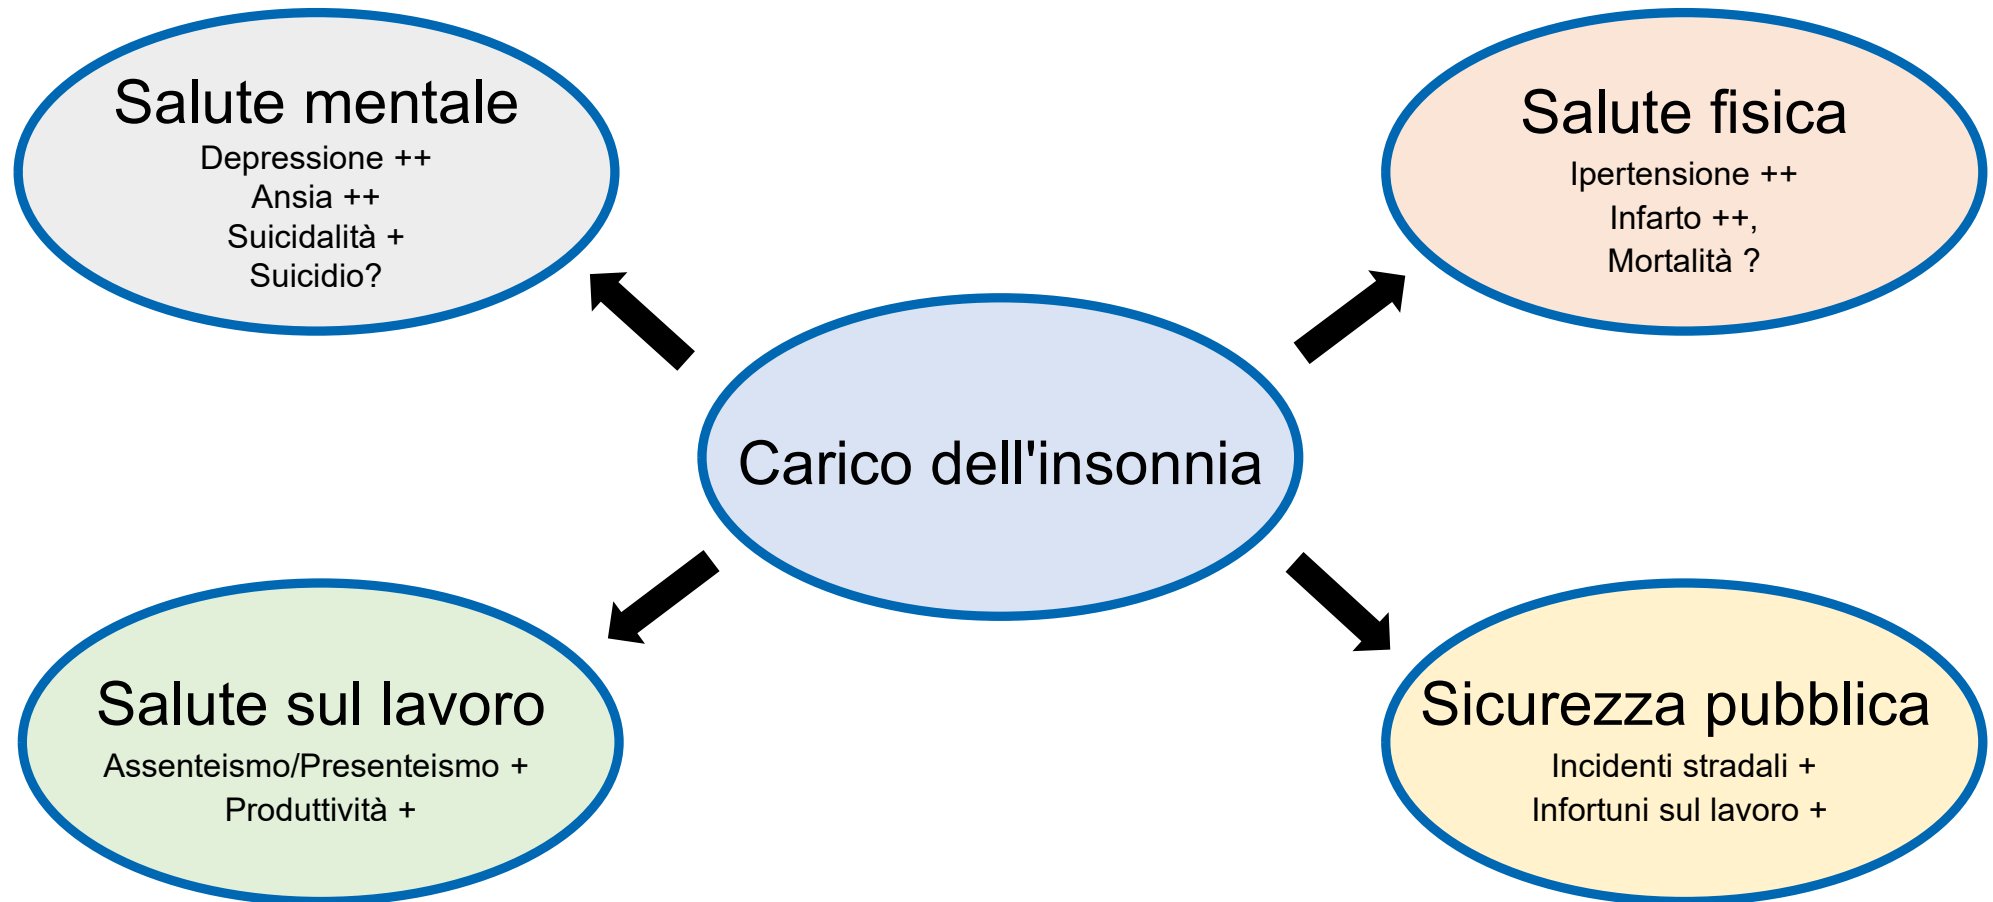 Salute mentale
Depressione ++
Ansia ++
Suicidalità +
Suicidio?
Salute fisica
Ipertensione ++
Infarto ++,
Mortalità ?
Carico dell'insonnia
Salute sul lavoro
Assenteismo/Presenteismo +
Produttività +
Sicurezza pubblica
Incidenti stradali +
Infortuni sul lavoro +